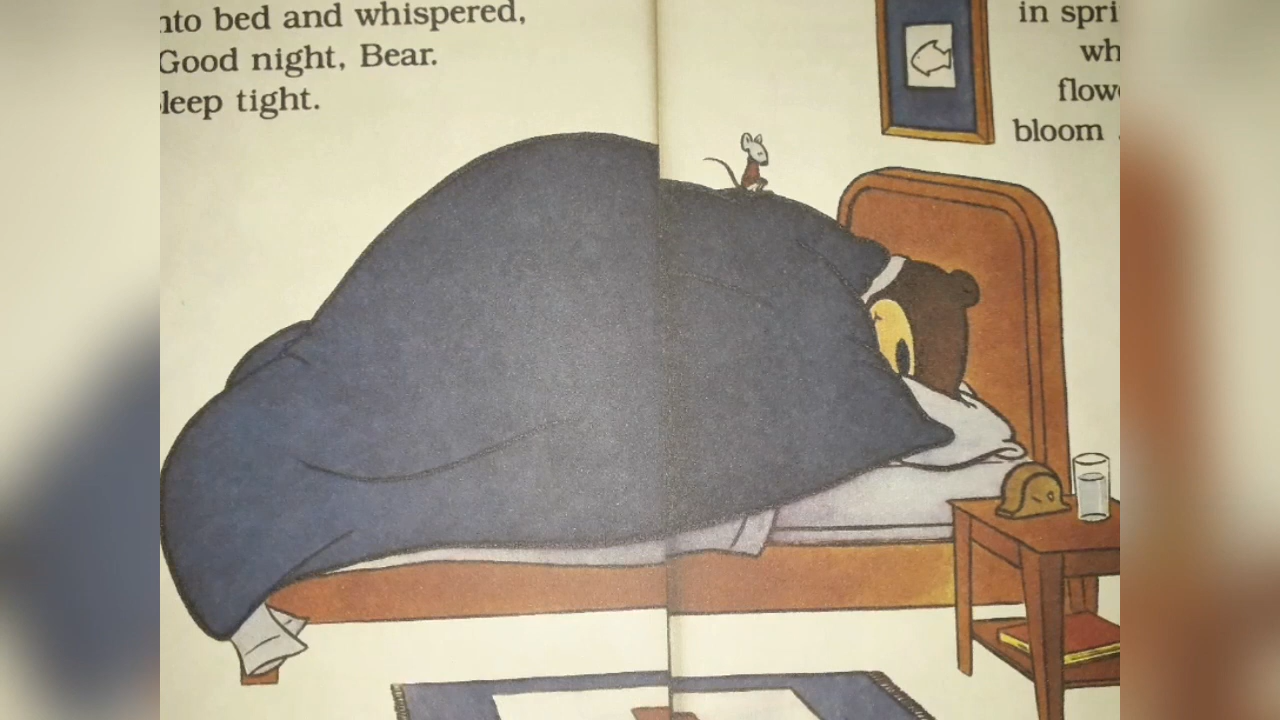 nto bed and whispered,
Good night, Bear.
leep tight.
in spri
wh
flow
bloom